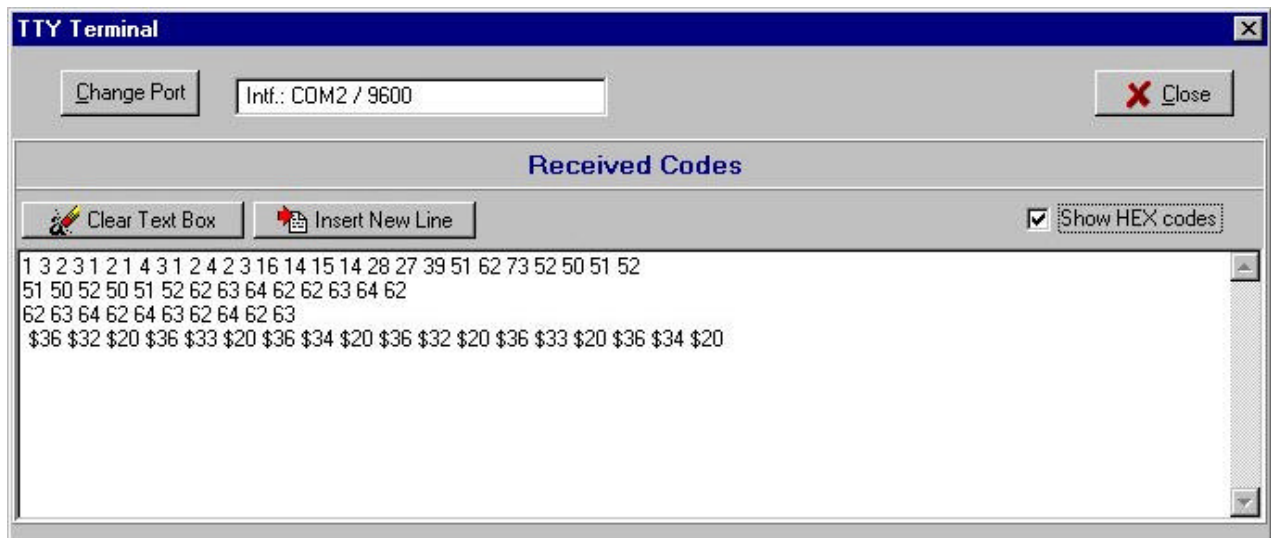 TTY Terminal
Change Port Intf.: COM2 / 9600 Close
Received Codes
Clear Text Box Insert New Line Show HEX codes
1 3 2 3 1 2 1 4 3 1 2 4 2 3 16 14 15 14 28 27 39 51 62 73 52 50 51 52
51 50 52 50 51 52 62 63 64 62 62 63 64 62
62 63 64 62 64 63 62 64 62 63
$36 $32 $20 $36 $33 $20 $36 $34 $20 $36 $32 $20 $36 $33 $20 $36 $34 $20